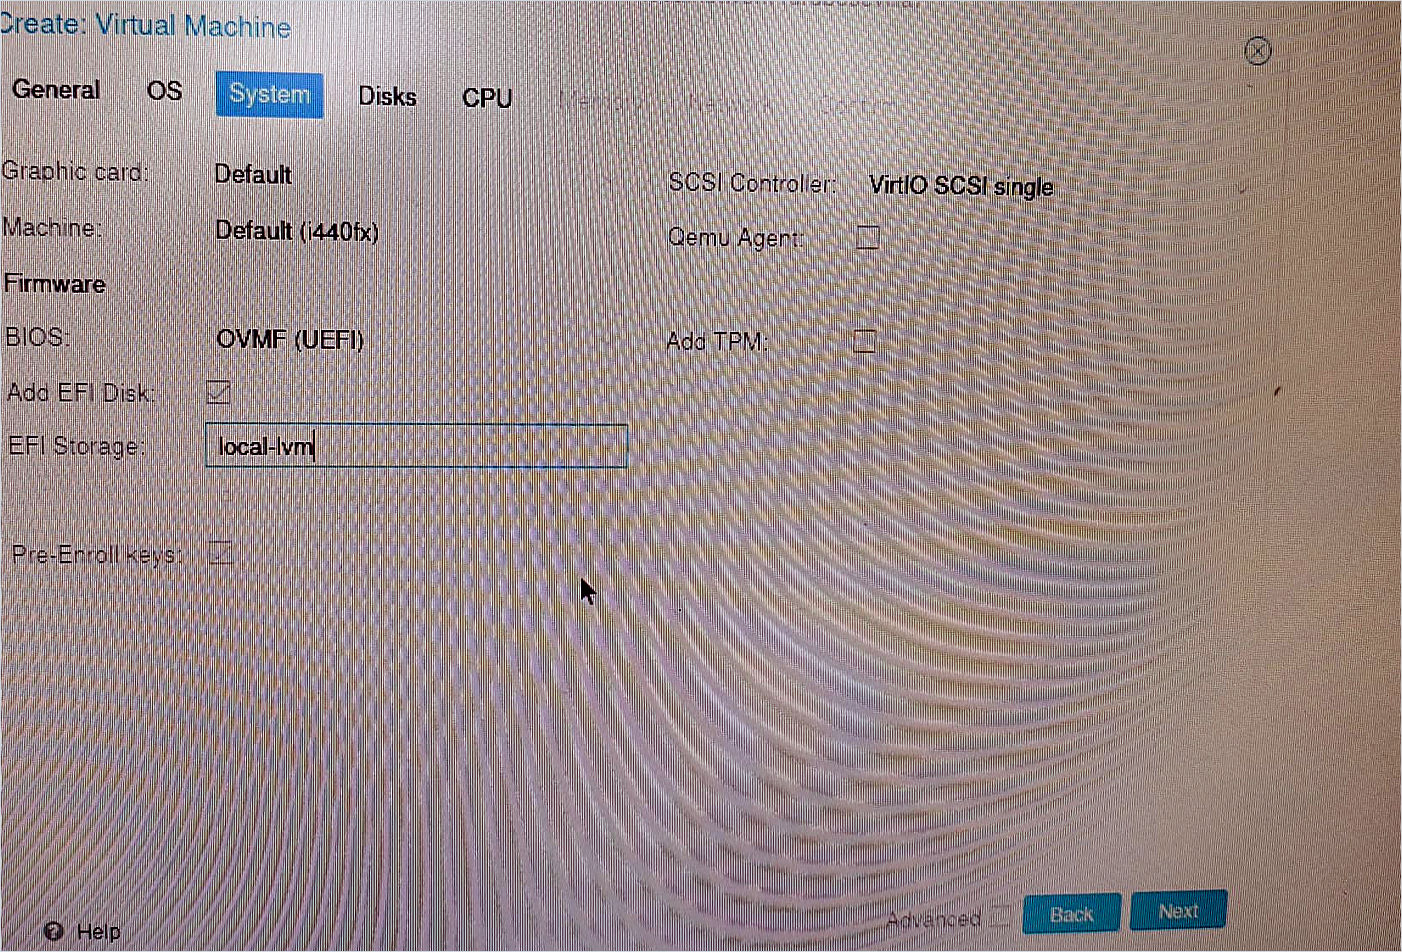 Create: Virtual Machine
General OS System Disks CPU
Graphic card: Default
SCSI Controller: VirtIO SCSI single
Machine: Default (i440fx)
Qemu Agent:
Firmware
BIOS: OVMF (UEFI)
Add TPM:
Add EFI Disk:
EFI Storage: local-lvm
Pre-Enroll keys:
Help
Advanced Back Next